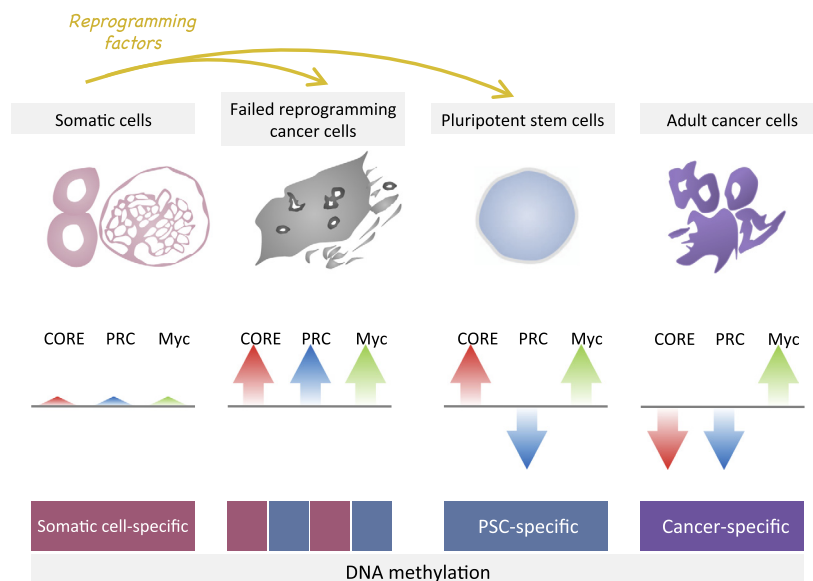 Reprogramming
factors
Somatic cells
Failed reprogramming
cancer cells
Pluripotent stem cells
Adult cancer cells
CORE PRC Myc
CORE PRC Myc
CORE PRC Myc
CORE PRC Myc
Somatic cell-specific
PSC-specific
Cancer-specific
DNA methylation